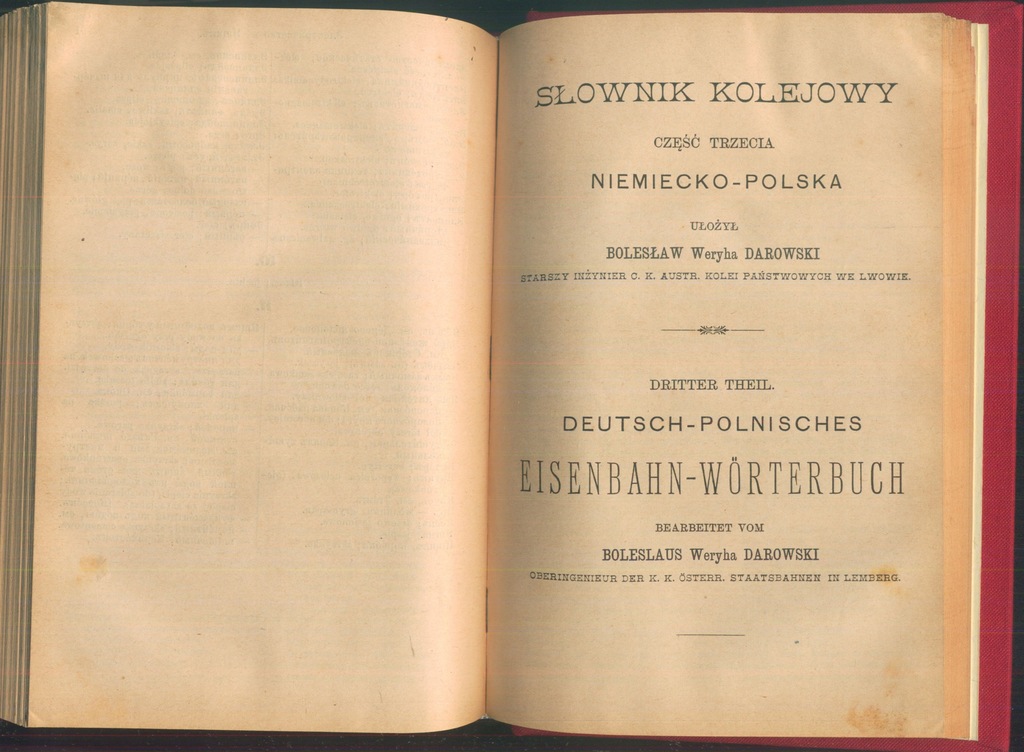 SŁOWNIK KOLEJOWY
CZĘŚĆ TRZECIA
NIEMIECKO-POLSKA
UŁOŻYŁ
BOLESŁAW Weryha DAROWSKI
STARSZY INŻYNIER C. K. AUSTR. KOLEI PAŃSTWOWYCH WE LWOWIE.
DRITTER THEIL.
DEUTSCH-POLNISCHES
EISENBAHN-WÖRTERBUCH
BEARBEITET VOM
BOLESLAUS Weryha DAROWSKI
OBERINGENIEUR DER K. K. ÖSTERR. STAATSBAHNEN IN LEMBERG.